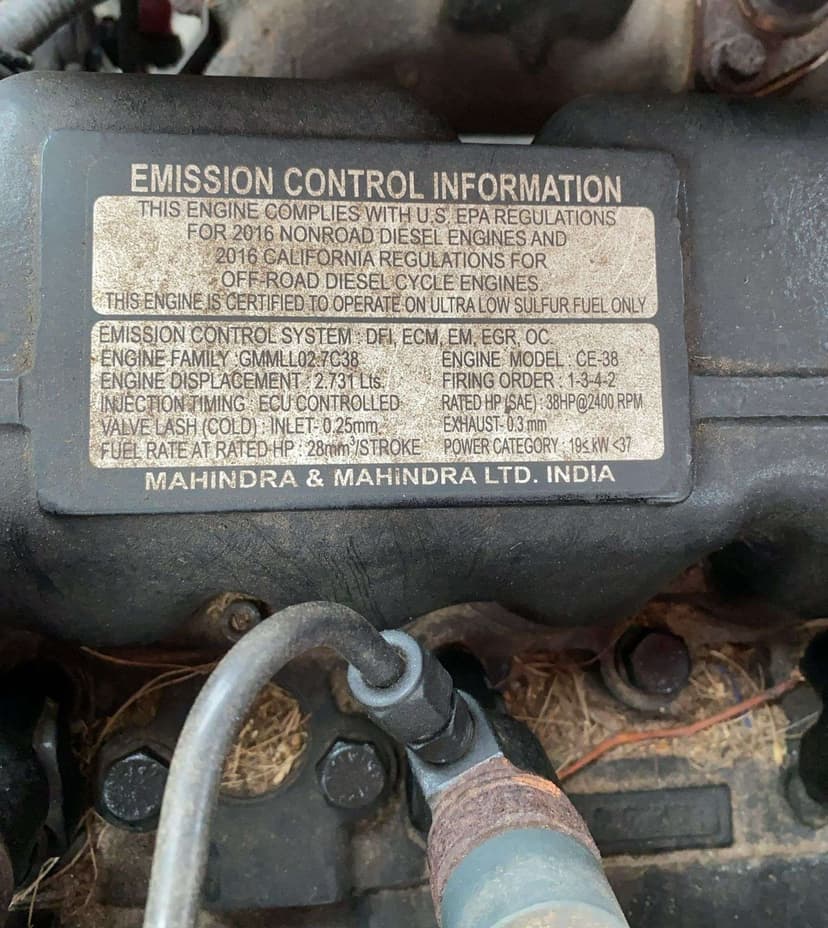 EMISSION CONTROL INFORMATION
THIS ENGINE COMPLIES WITH U.S. EPA REGULATIONS
FOR 2016 NONROAD DIESEL ENGINES AND
2016 CALIFORNIA REGULATIONS FOR
OFF-ROAD DIESEL CYCLE ENGINES
THIS ENGINE IS CERTIFIED TO OPERATE ON ULTRA LOW SULFUR FUEL ONLY
EMISSION CONTROL SYSTEM : DFI, ECM, EM, EGR, OC.
ENGINE FAMILY : GMMLL02.7C38 ENGINE MODEL : CE-38
ENGINE DISPLACEMENT : 2.731 Lts. FIRING ORDER : 1-3-4-2
INJECTION TIMING : ECU CONTROLLED RATED HP (SAE) : 38HP@2400 RPM
VALVE LASH (COLD) : INLET- 0.25mm, EXHAUST- 0.3 mm
FUEL RATE AT RATED HP : 28mm³/STROKE POWER CATEGORY : 19≤ kW <37
MAHINDRA & MAHINDRA LTD. INDIA